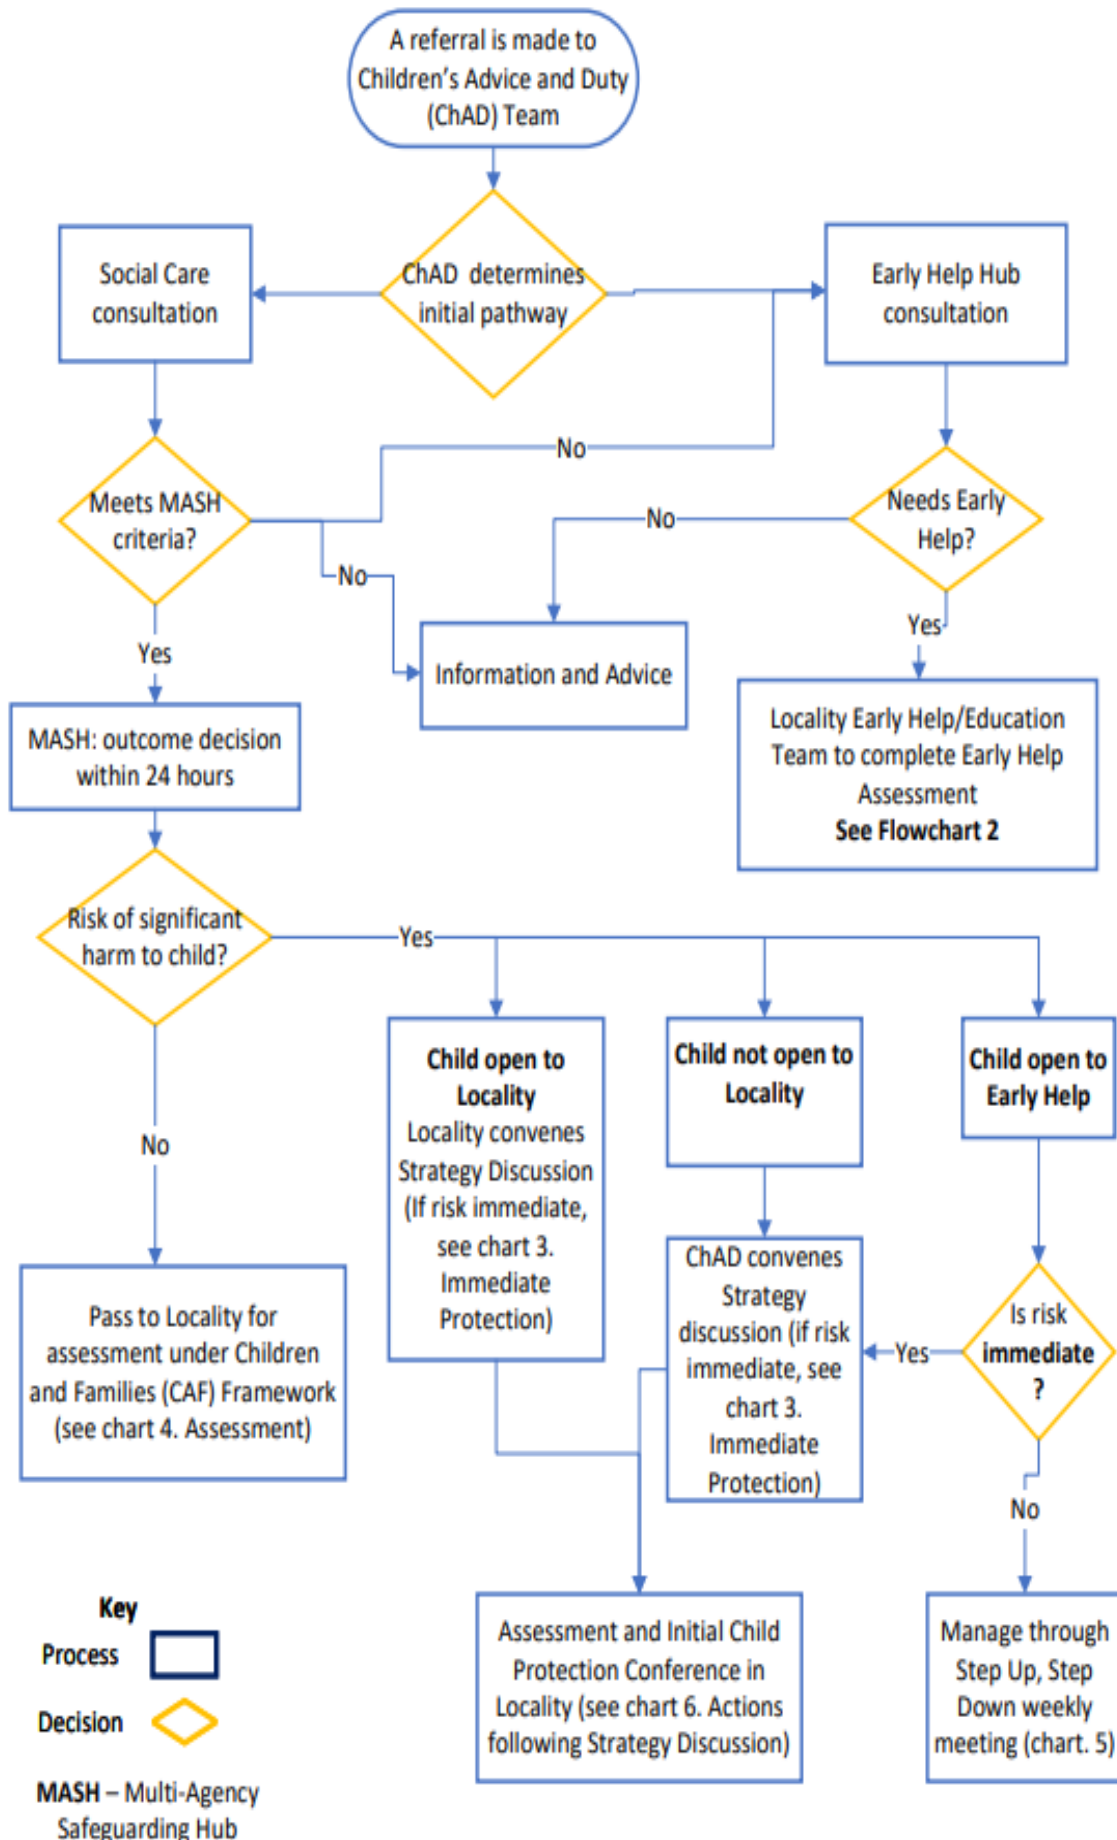 A referral is made to
Children’s Advice and Duty
(ChAD) Team
Social Care
consultation
ChAD determines
initial pathway
Early Help Hub
consultation
No
Meets MASH
criteria?
No
Needs Early
Help?
No
Yes
Information and Advice
Yes
MASH: outcome decision
within 24 hours
Locality Early Help/Education
Team to complete Early Help
Assessment
See Flowchart 2
Risk of significant
harm to child?
Yes
Child open to
Locality
Locality convenes
Strategy Discussion
(If risk immediate,
see chart 3.
Immediate
Protection)
Child not open to
Locality
Child open to
Early Help
No
ChAD convenes
Strategy
discussion (if risk
immediate, see
chart 3.
Immediate
Protection)
Yes
Is risk
immediate
?
Pass to Locality for
assessment under Children
and Families (CAF) Framework
(see chart 4. Assessment)
No
Assessment and Initial Child
Protection Conference in
Locality (see chart 6. Actions
following Strategy Discussion)
Manage through
Step Up, Step
Down weekly
meeting (chart. 5)
Key
Process
Decision
MASH – Multi-Agency
Safeguarding Hub